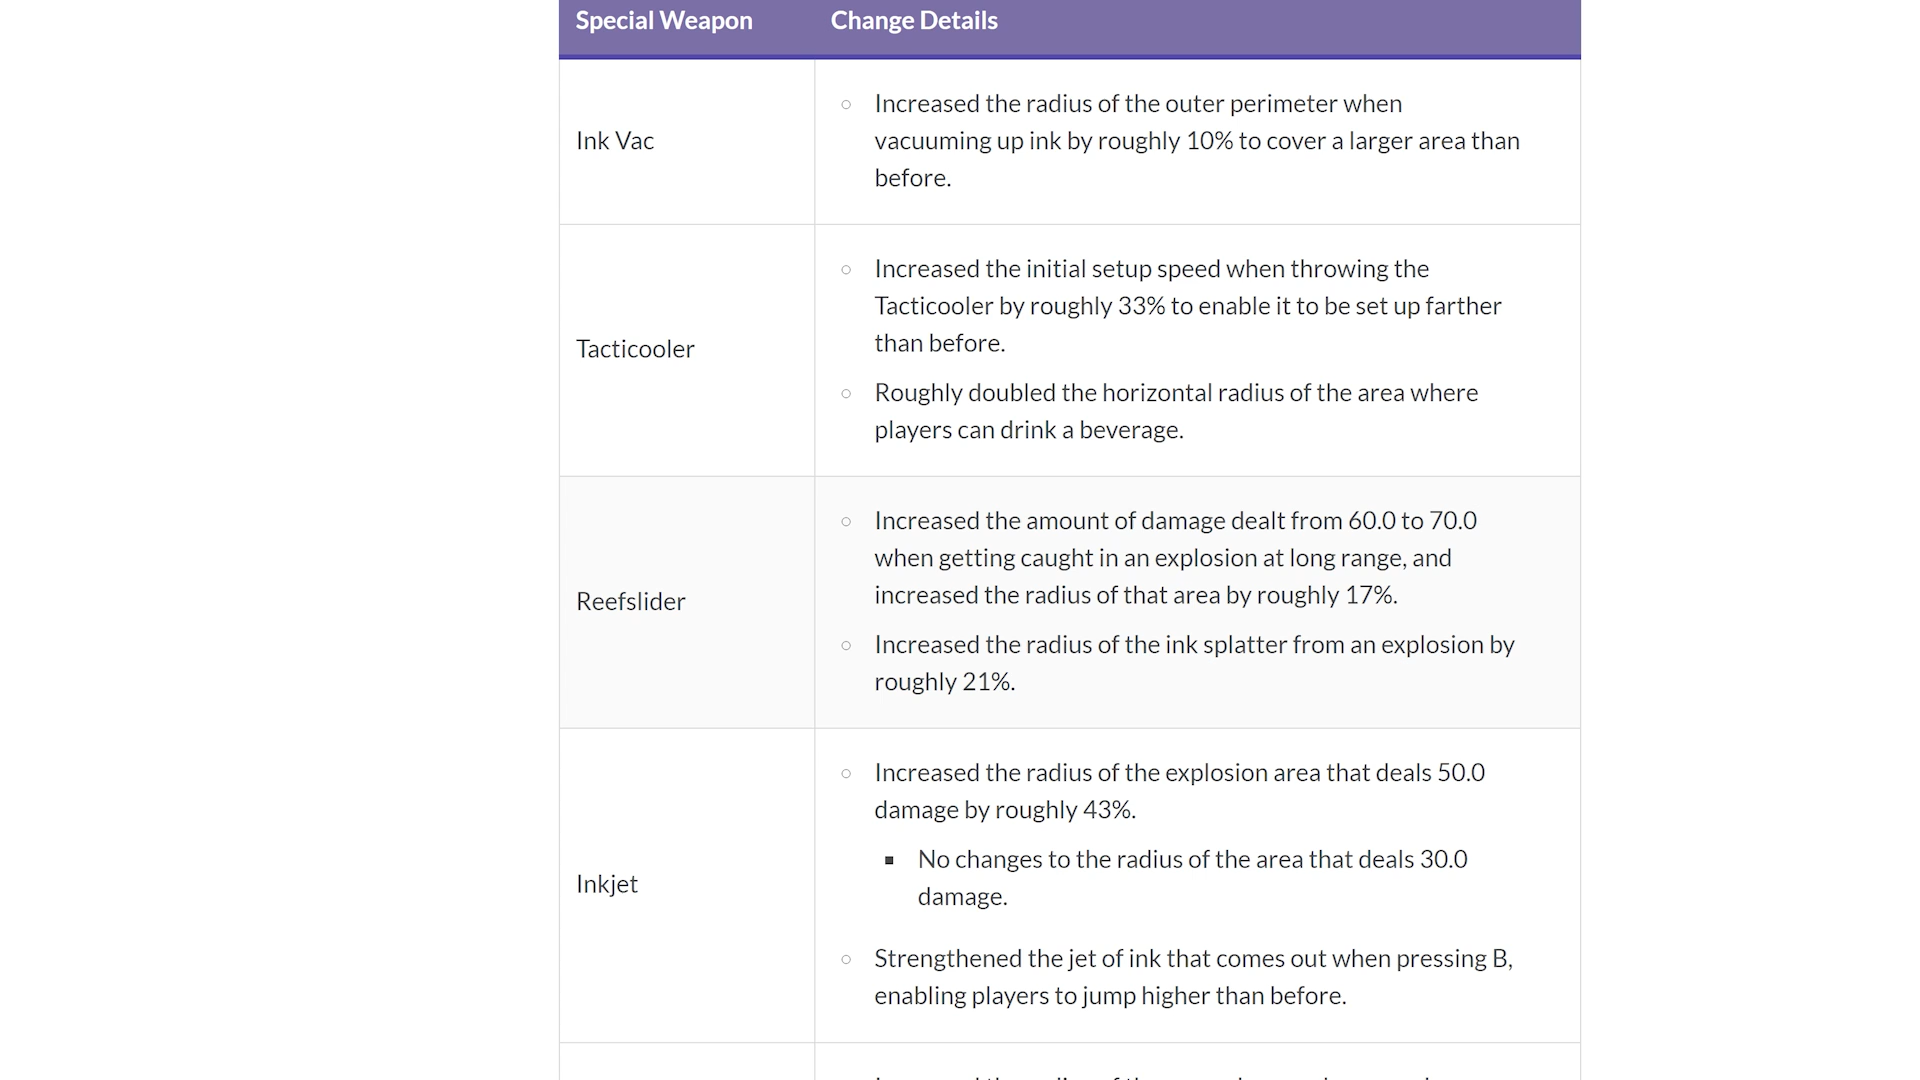 Special Weapon Change Details
Increased the radius of the outer perimeter when
vacuuming up ink by roughly 10% to cover a larger area than
before.
Ink Vac
Increased the initial setup speed when throwing the
Tacticooler by roughly 33% to enable it to be set up farther
than before.
Roughly doubled the horizontal radius of the area where
players can drink a beverage.
Tacticooler
Increased the amount of damage dealt from 60.0 to 70.0
when getting caught in an explosion at long range, and
increased the radius of that area by roughly 17%.
Increased the radius of the ink splatter from an explosion by
roughly 21%.
Reefslider
Increased the radius of the explosion area that deals 50.0
damage by roughly 43%.
No changes to the radius of the area that deals 30.0
damage.
Strengthened the jet of ink that comes out when pressing B,
enabling players to jump higher than before.
Inkjet